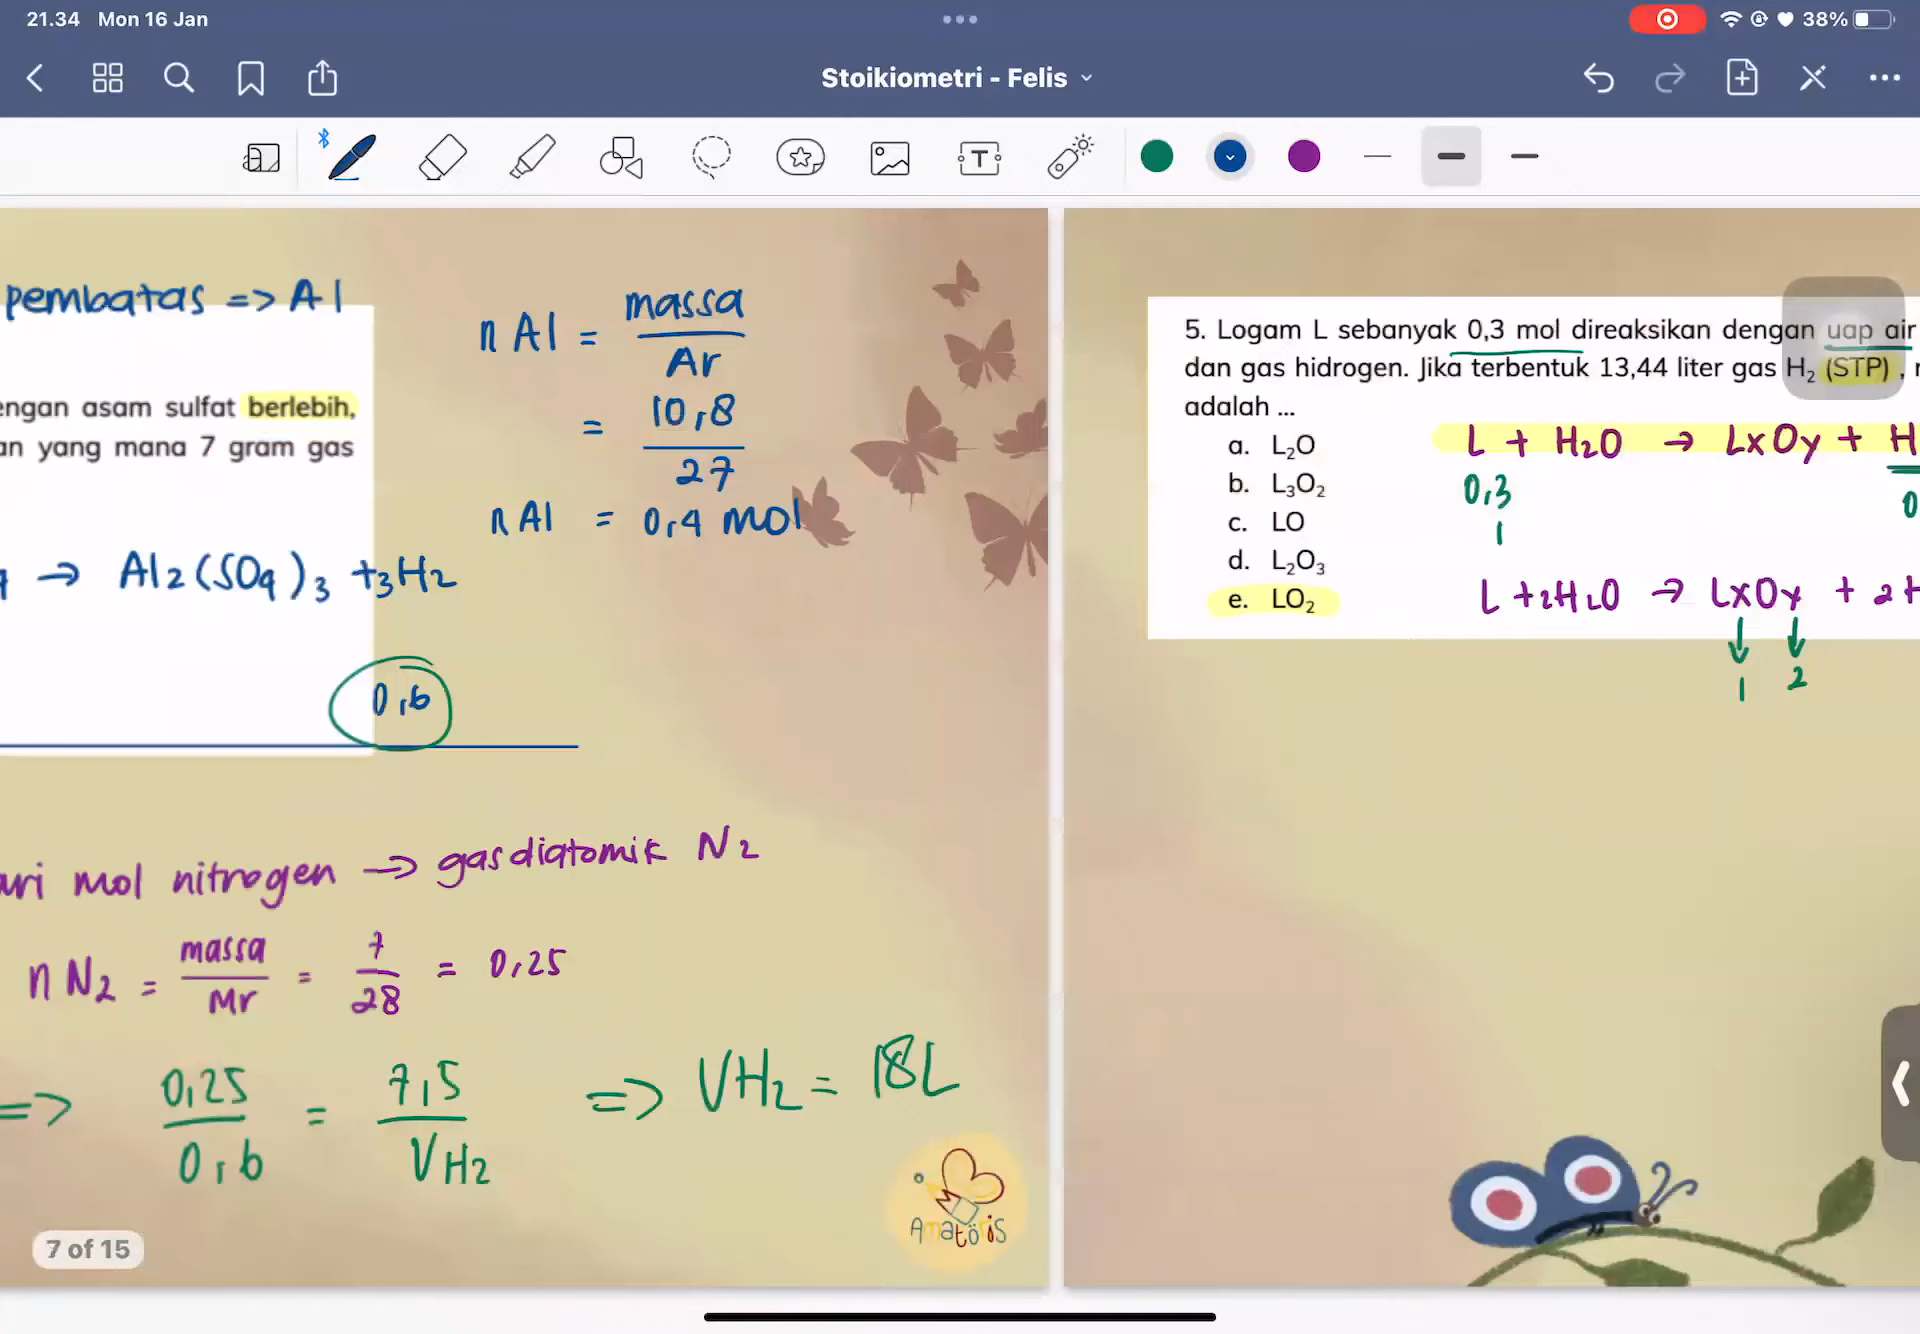 21.34 Mon 16 Jan
38%
Stoikiometri - Felis
pembatas => Al
engan asam sulfat berlebih,
an yang mana 7 gram gas
n Al = massa / Ar
= 10,8 / 27
n Al = 0,4 mol
4 → Al2(SO4)3 + 3H2
0,6
ari mol nitrogen → gas diatomik N2
n N2 = massa / Mr = 7 / 28 = 0,25
=> 0,25 / 0,6 = 7,5 / VH2 => VH2 = 18L
Amatöris
7 of 15
5. Logam L sebanyak 0,3 mol direaksikan dengan uap air
dan gas hidrogen. Jika terbentuk 13,44 liter gas H2 (STP) ,
adalah ...
a. L2O
b. L3O2
c. LO
d. L2O3
e. LO2
L + H2O → LxOy + H
0,3 0
1
L + 2H2O → LxOy + 2H
1 2